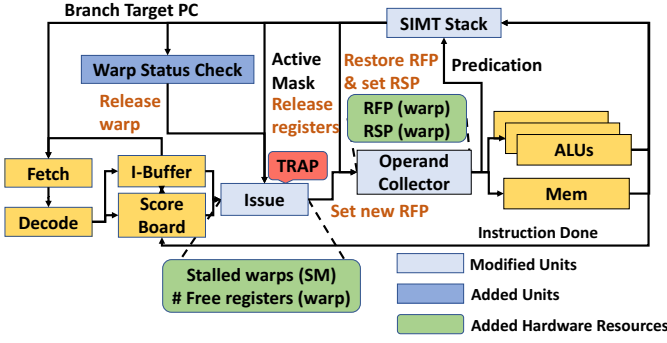 Branch Target PC
SIMT Stack
Warp Status Check
Active
Mask
Restore RFP
& set RSP
Predication
Release
warp
Release
registers
RFP (warp)
RSP (warp)
Fetch
I-Buffer
TRAP
Operand
Collector
ALUs
Decode
Score
Board
Issue
Set new RFP
Mem
Instruction Done
Stalled warps (SM)
# Free registers (warp)
Modified Units
Added Units
Added Hardware Resources